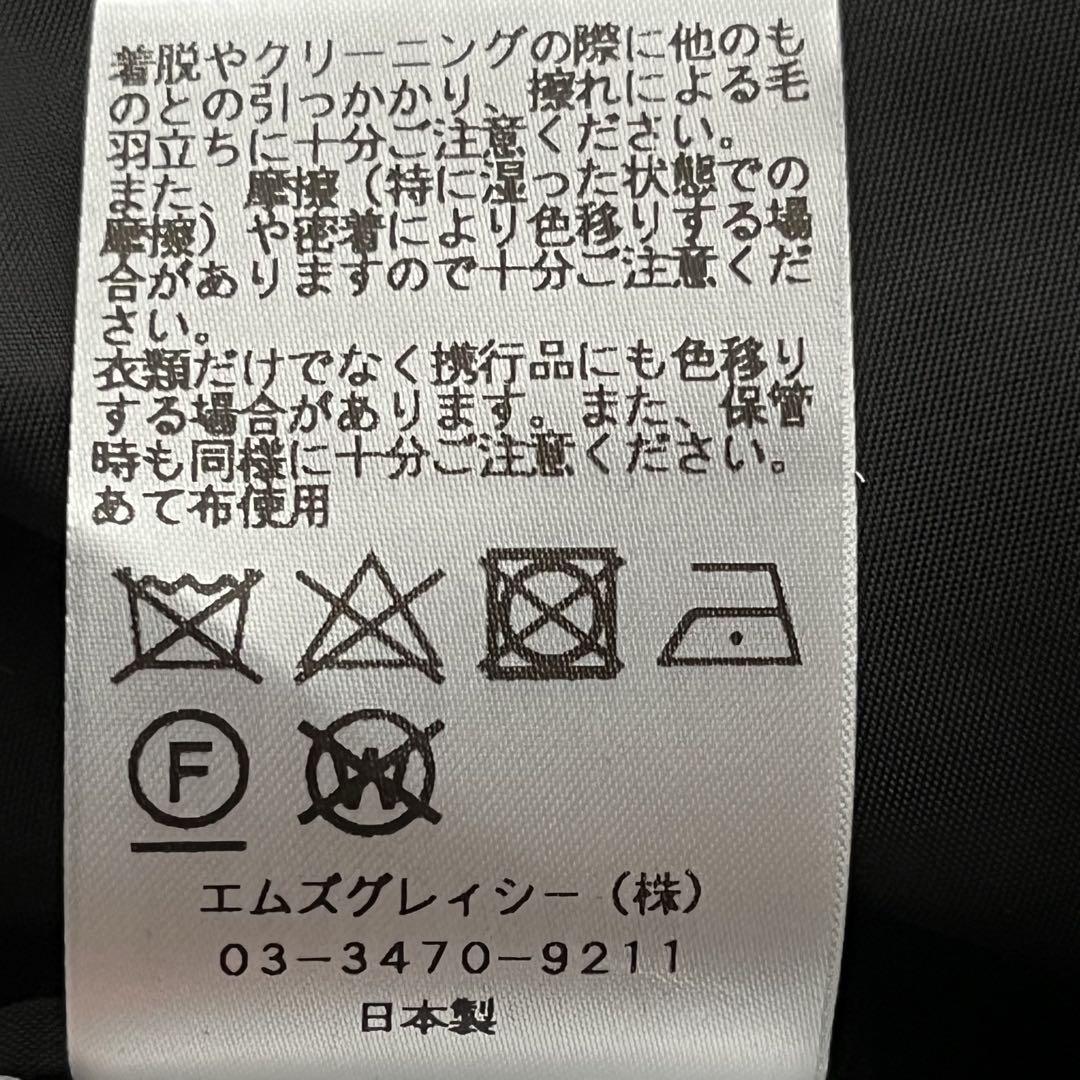 着脱やクリーニングの際に他のも
のとの引っかかり、擦れによる毛
羽立ちに十分ご注意ください。
また、摩擦(特に湿った状態での
摩擦)や密着により色移りする場
合がありますので十分ご注意くだ
さい。
衣類だけでなく携行品にも色移り
する場合があります。また、保管
時も同様に十分ご注意ください。
あて布使用
F W
エムズグレィシー(株)
03-3470-9211
日本製